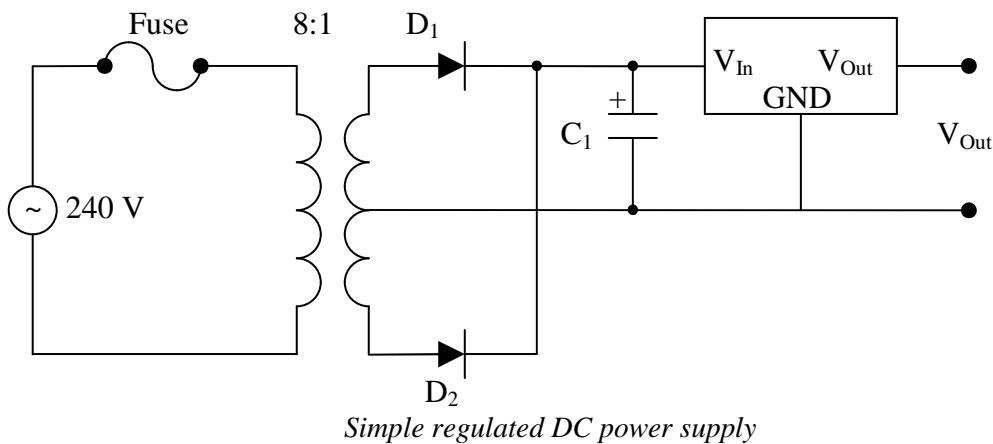 Fuse
8:1
D₁
V_In
V_Out
GND
+
C₁
V_Out
~
240 V
D₂
Simple regulated DC power supply